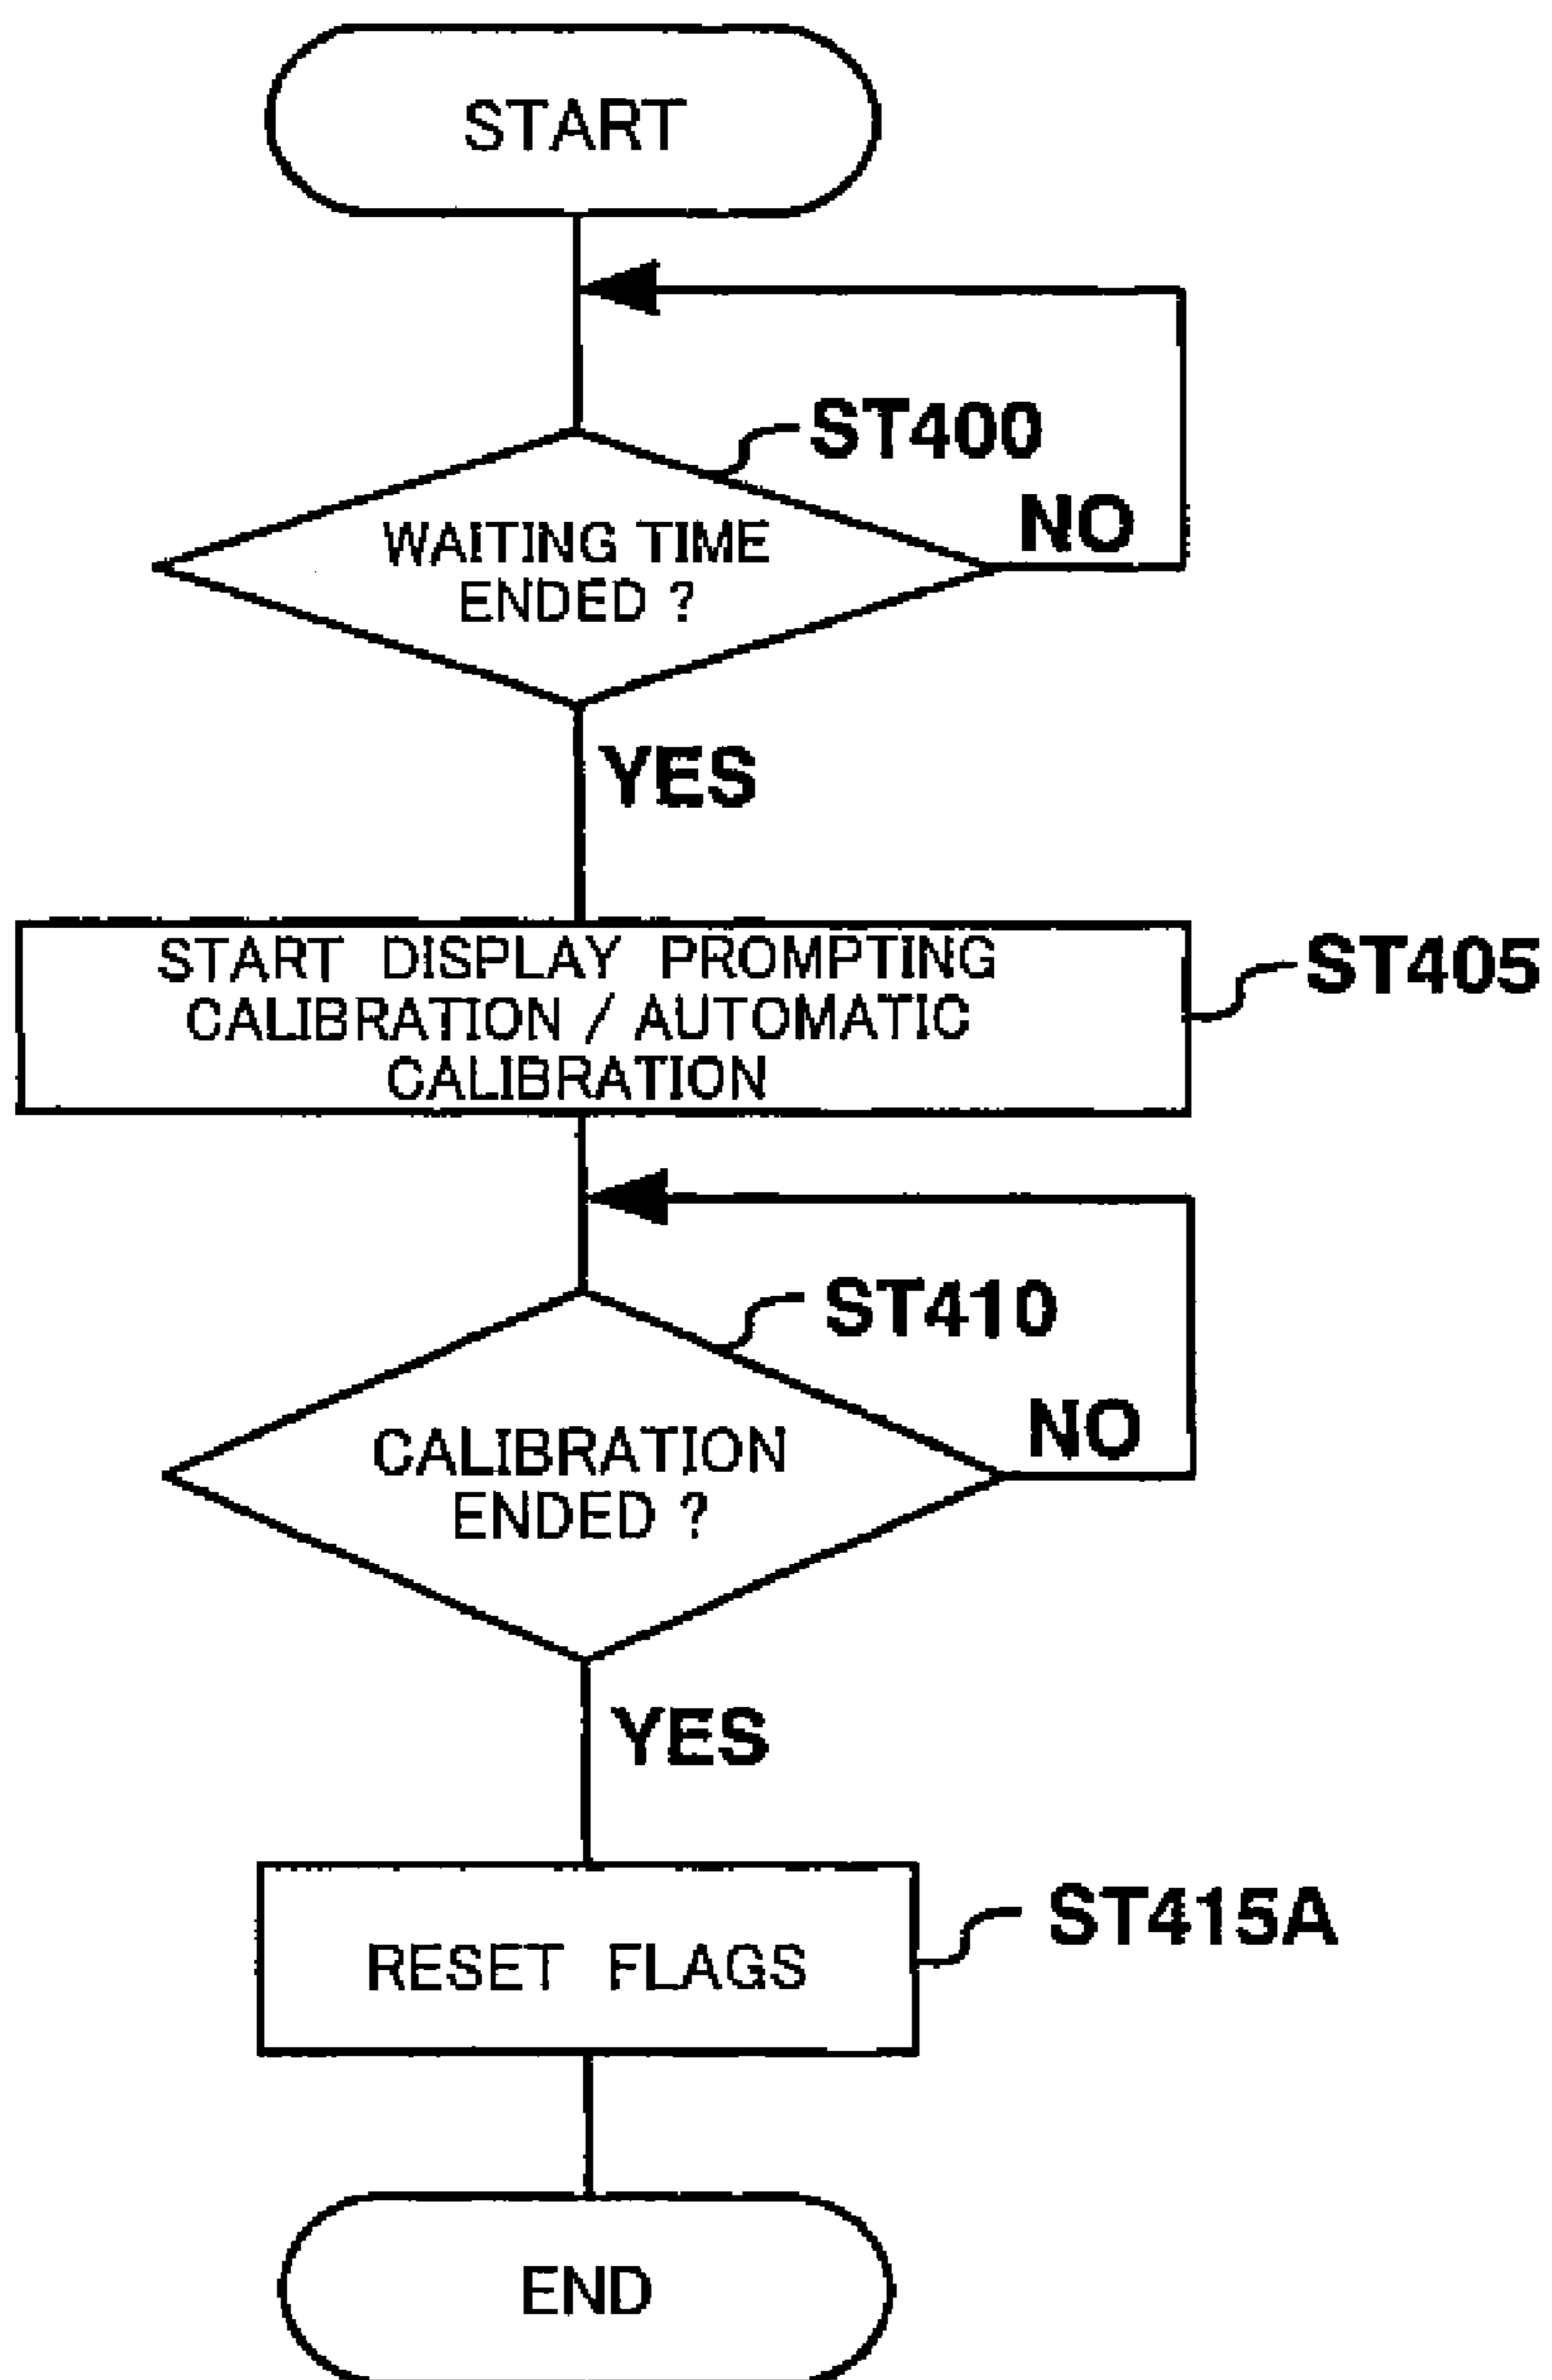 START
ST400
NO
WAITING TIME
ENDED ?
YES
START DISPLAY PROMPTING
CALIBRATION / AUTOMATIC
CALIBRATION
ST405
ST410
NO
CALIBRATION
ENDED ?
YES
RESET FLAGS
ST415A
END